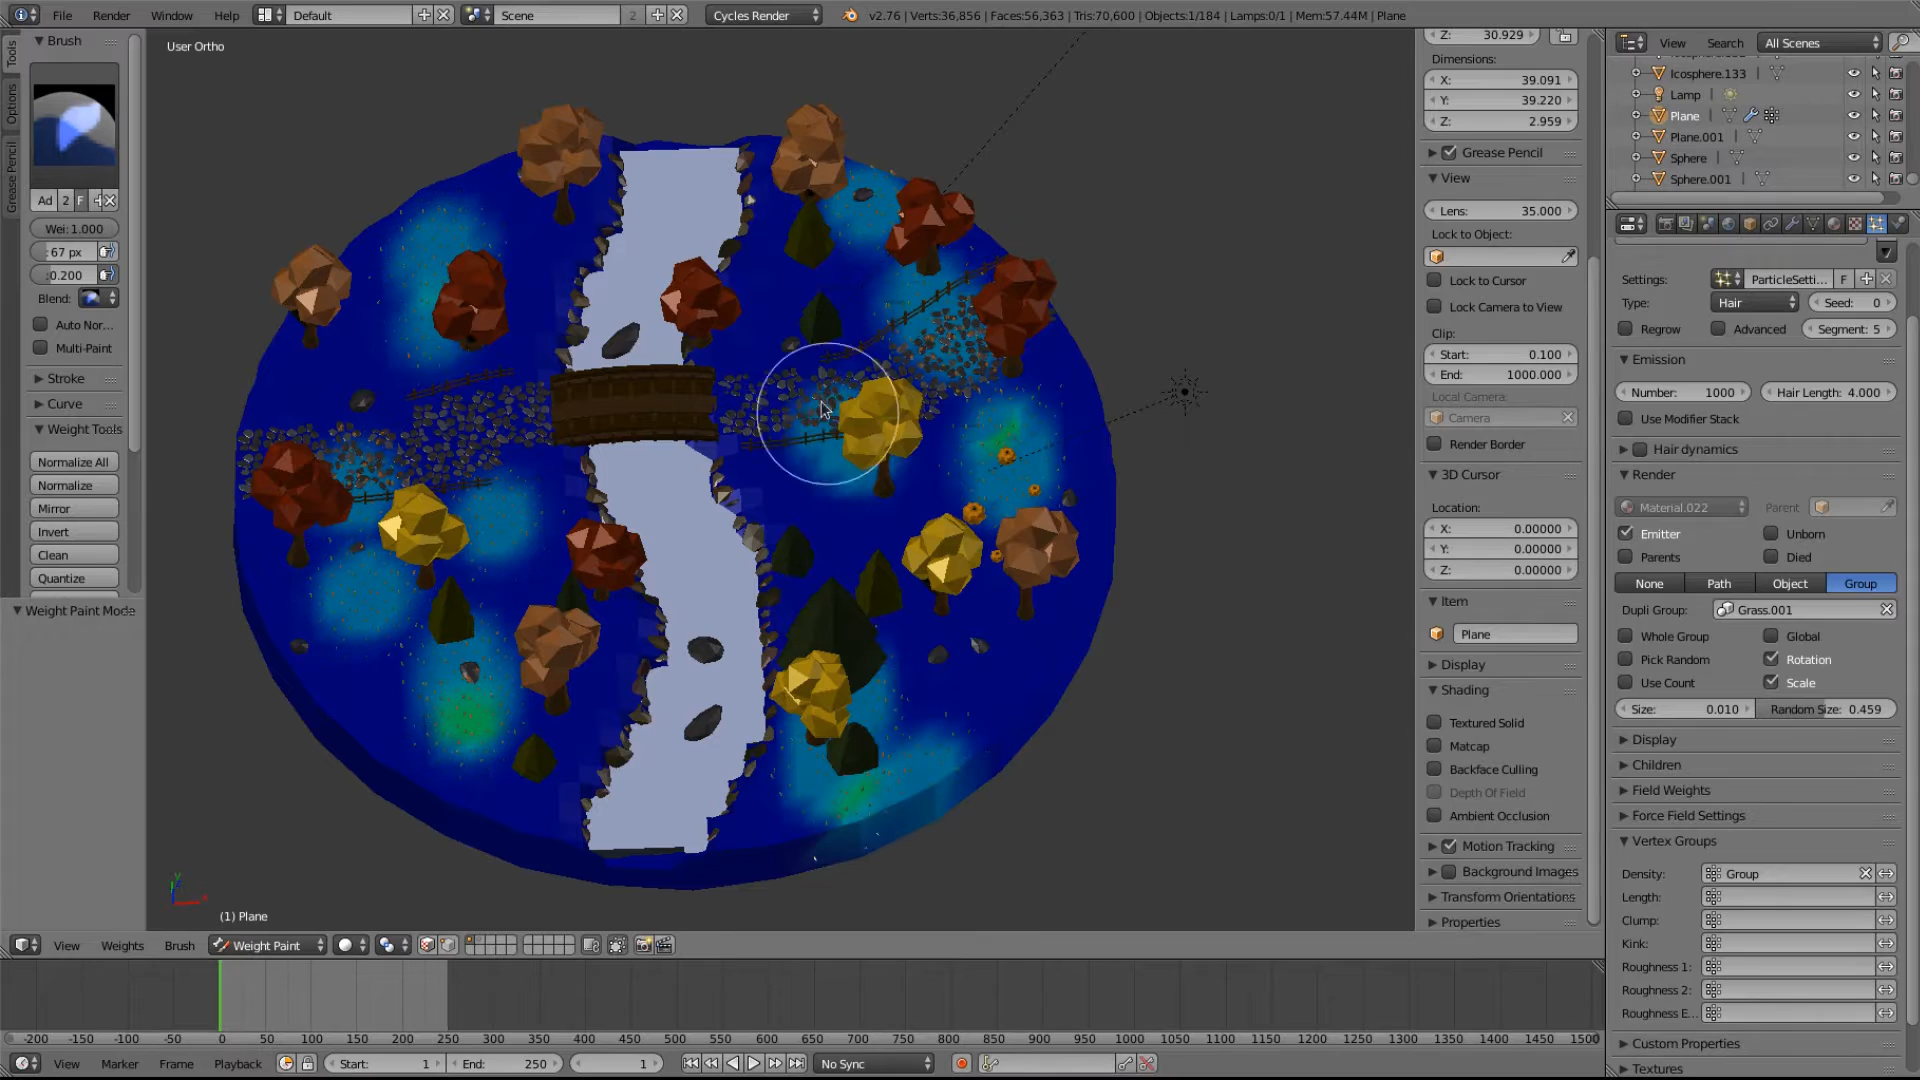 File Render Window Help Default Scene 2 Cycles Render v2.76 | Verts:36,856 | Faces:56,363 | Tris:70,600 | Objects:1/184 | Lamps:0/1 | Mem:57.44M | Plane
Tools
Options
Grease Pencil
Brush
Ad 2 F
Wei: 1.000
: 67 px
:0.200
Blend:
Auto Nor...
Multi-Paint
Stroke
Curve
Weight Tools
Normalize All
Normalize
Mirror
Invert
Clean
Quantize
Weight Paint Mode
User Ortho
(1) Plane
Z: 30.929
Dimensions:
X: 39.091
Y: 39.220
Z: 2.959
Grease Pencil
View
Lens: 35.000
Lock to Object:
Lock to Cursor
Lock Camera to View
Clip:
Start: 0.100
End: 1000.000
Local Camera:
Camera
Render Border
3D Cursor
Location:
X: 0.00000
Y: 0.00000
Z: 0.00000
Item
Plane
Display
Shading
Textured Solid
Matcap
Backface Culling
Depth Of Field
Ambient Occlusion
Motion Tracking
Background Images
Transform Orientations
Properties
View Search All Scenes
Icosphere.133
Lamp
Plane
Plane.001
Sphere
Sphere.001
Settings: ParticleSetti... F
Type: Hair Seed: 0
Regrow Advanced Segment: 5
Emission
Number: 1000 Hair Length: 4.000
Use Modifier Stack
Hair dynamics
Render
Material.022 Parent
Emitter Unborn
Parents Died
None Path Object Group
Dupli Group: Grass.001
Whole Group Global
Pick Random Rotation
Use Count Scale
Size: 0.010 Random Size: 0.459
Display
Children
Field Weights
Force Field Settings
Vertex Groups
Density: Group
Length:
Clump:
Kink:
Roughness 1:
Roughness 2:
Roughness E...
Custom Properties
Textures
View Weights Brush Weight Paint
-200 -150 -100 -50 0 50 100 150 200 250 300 350 400 450 500 550 600 650 700 750 800 850 900 950 1000 1050 1100 1150 1200 1250 1300 1350 1400 1450 1500
View Marker Frame Playback Start: 1 End: 250 1 No Sync